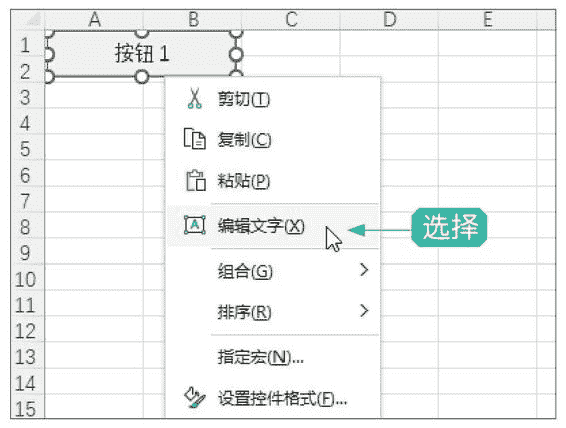 A B C D E
1
按钮 1
2
3
剪切(T)
4
复制(C)
5
6
粘贴(P)
7
8
编辑文字(X)
选择
9
组合(G)
10
11
排序(R)
12
13
指定宏(N)...
14
15
设置控件格式(F)...